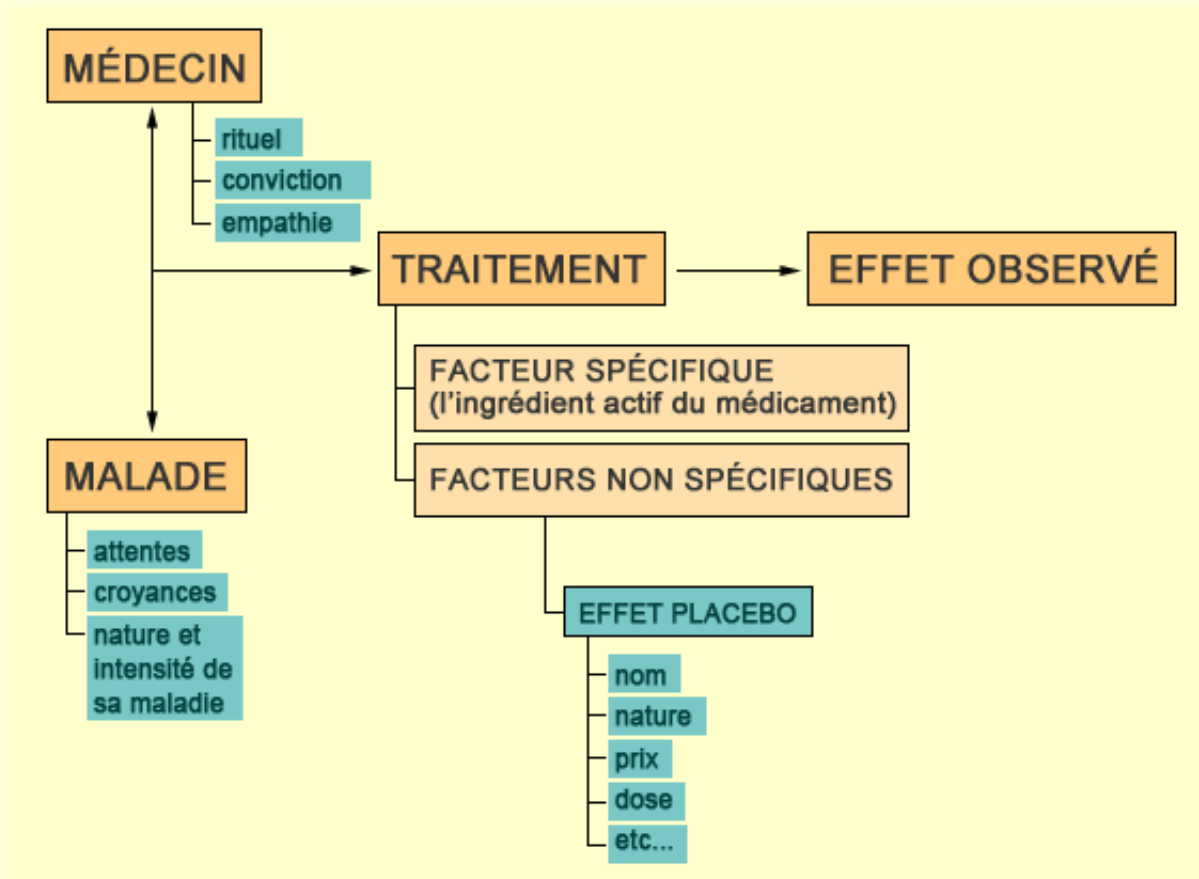 MÉDECIN
rituel
conviction
empathie
TRAITEMENT
EFFET OBSERVÉ
FACTEUR SPÉCIFIQUE
(l'ingrédient actif du médicament)
FACTEURS NON SPÉCIFIQUES
MALADE
attentes
croyances
nature et
intensité de
sa maladie
EFFET PLACEBO
nom
nature
prix
dose
etc...